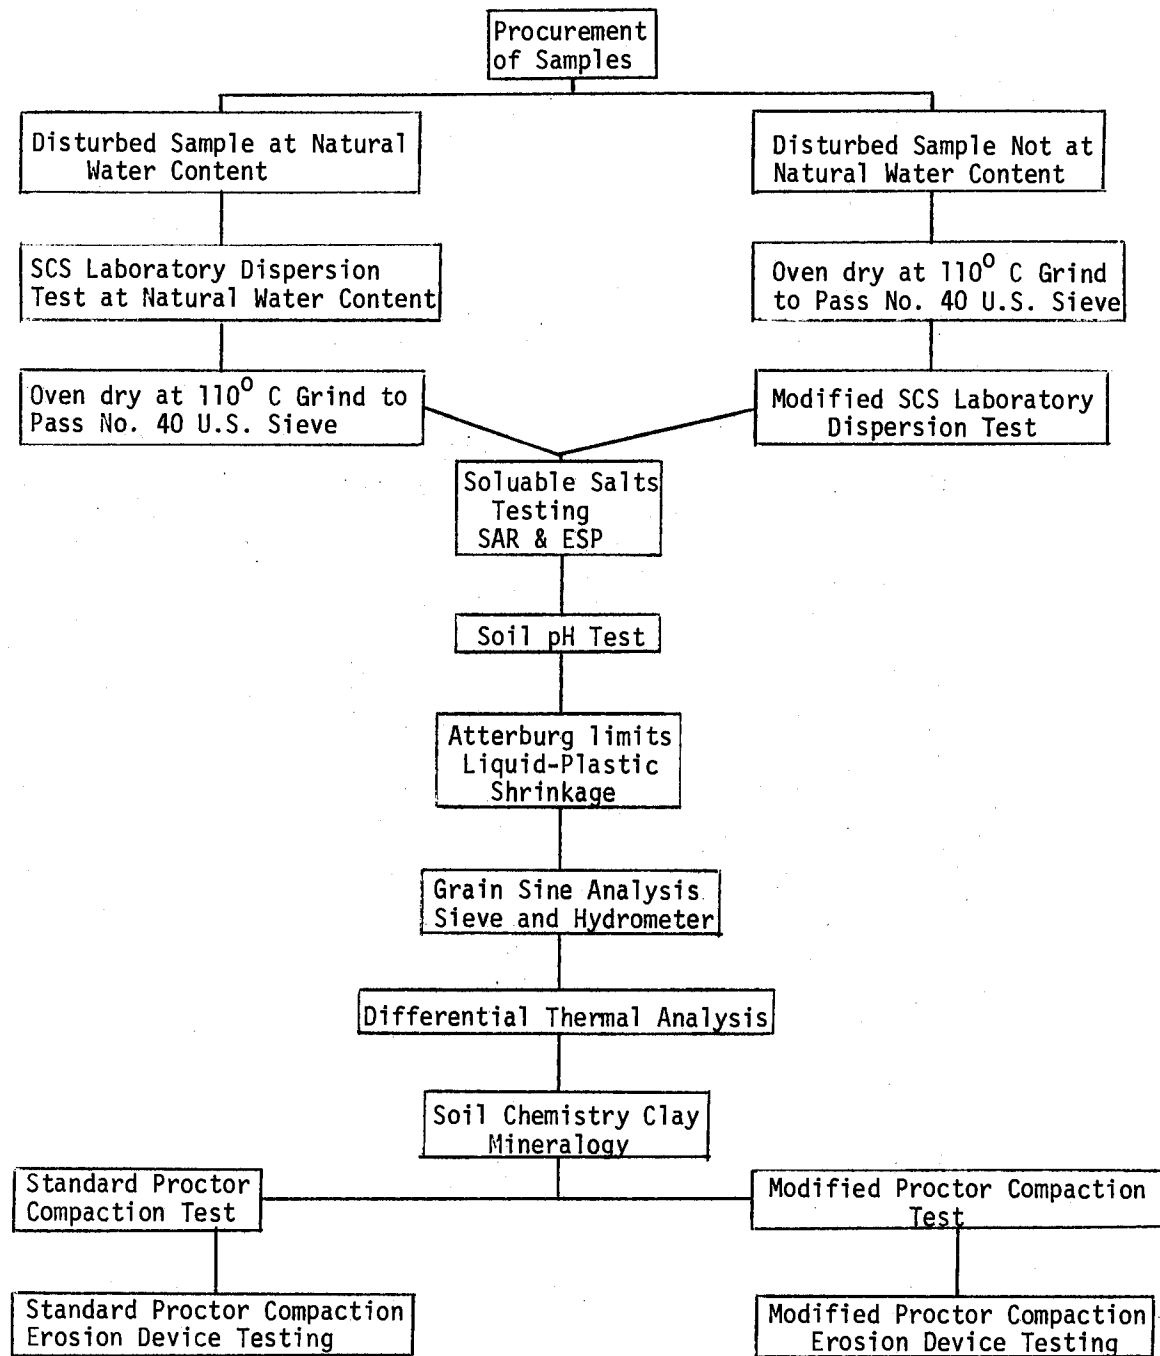 Procurement
of Samples
Disturbed Sample at Natural
Water Content
Disturbed Sample Not at
Natural Water Content
SCS Laboratory Dispersion
Test at Natural Water Content
Oven dry at 110° C Grind
to Pass No. 40 U.S. Sieve
Oven dry at 110° C Grind to
Pass No. 40 U.S. Sieve
Modified SCS Laboratory
Dispersion Test
Soluable Salts
Testing
SAR & ESP
Soil pH Test
Atterburg limits
Liquid-Plastic
Shrinkage
Grain Sine Analysis
Sieve and Hydrometer
Differential Thermal Analysis
Soil Chemistry Clay
Mineralogy
Standard Proctor
Compaction Test
Modified Proctor Compaction
Test
Standard Proctor Compaction
Erosion Device Testing
Modified Proctor Compaction
Erosion Device Testing